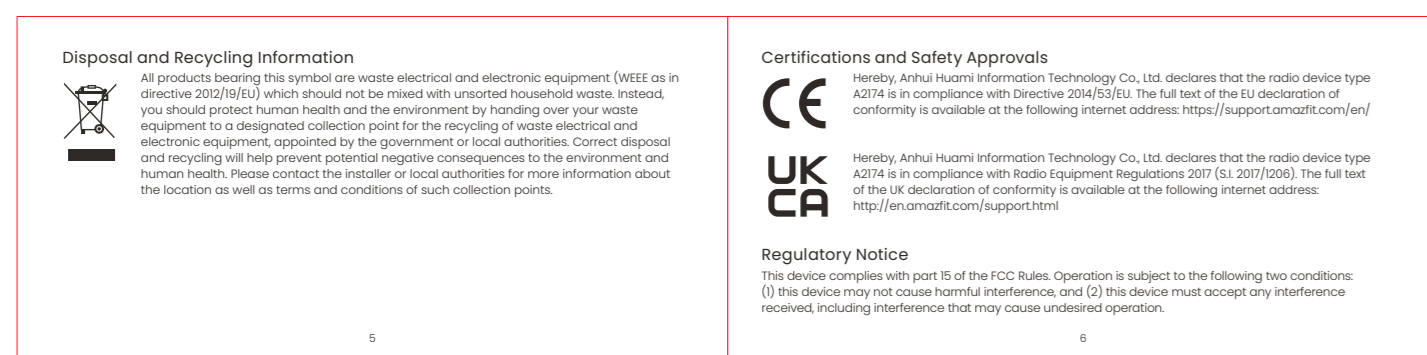 Disposal and Recycling Information
All products bearing this symbol are waste electrical and electronic equipment (WEEE as in
directive 2012/19/EU) which should not be mixed with unsorted household waste. Instead,
you should protect human health and the environment by handing over your waste
equipment to a designated collection point for the recycling of waste electrical and
electronic equipment, appointed by the government or local authorities. Correct disposal
and recycling will help prevent potential negative consequences to the environment and
human health. Please contact the installer or local authorities for more information about
the location as well as terms and conditions of such collection points.
5
Certifications and Safety Approvals
CE
Hereby, Anhui Huami Information Technology Co., Ltd. declares that the radio device type
A2174 is in compliance with Directive 2014/53/EU. The full text of the EU declaration of
conformity is available at the following internet address: https://support.amazfit.com/en/
UK
CA
Hereby, Anhui Huami Information Technology Co., Ltd. declares that the radio device type
A2174 is in compliance with Radio Equipment Regulations 2017 (S.I. 2017/1206). The full text
of the UK declaration of conformity is available at the following internet address:
http://en.amazfit.com/support.html
Regulatory Notice
This device complies with part 15 of the FCC Rules. Operation is subject to the following two conditions:
(1) this device may not cause harmful interference, and (2) this device must accept any interference
received, including interference that may cause undesired operation.
6